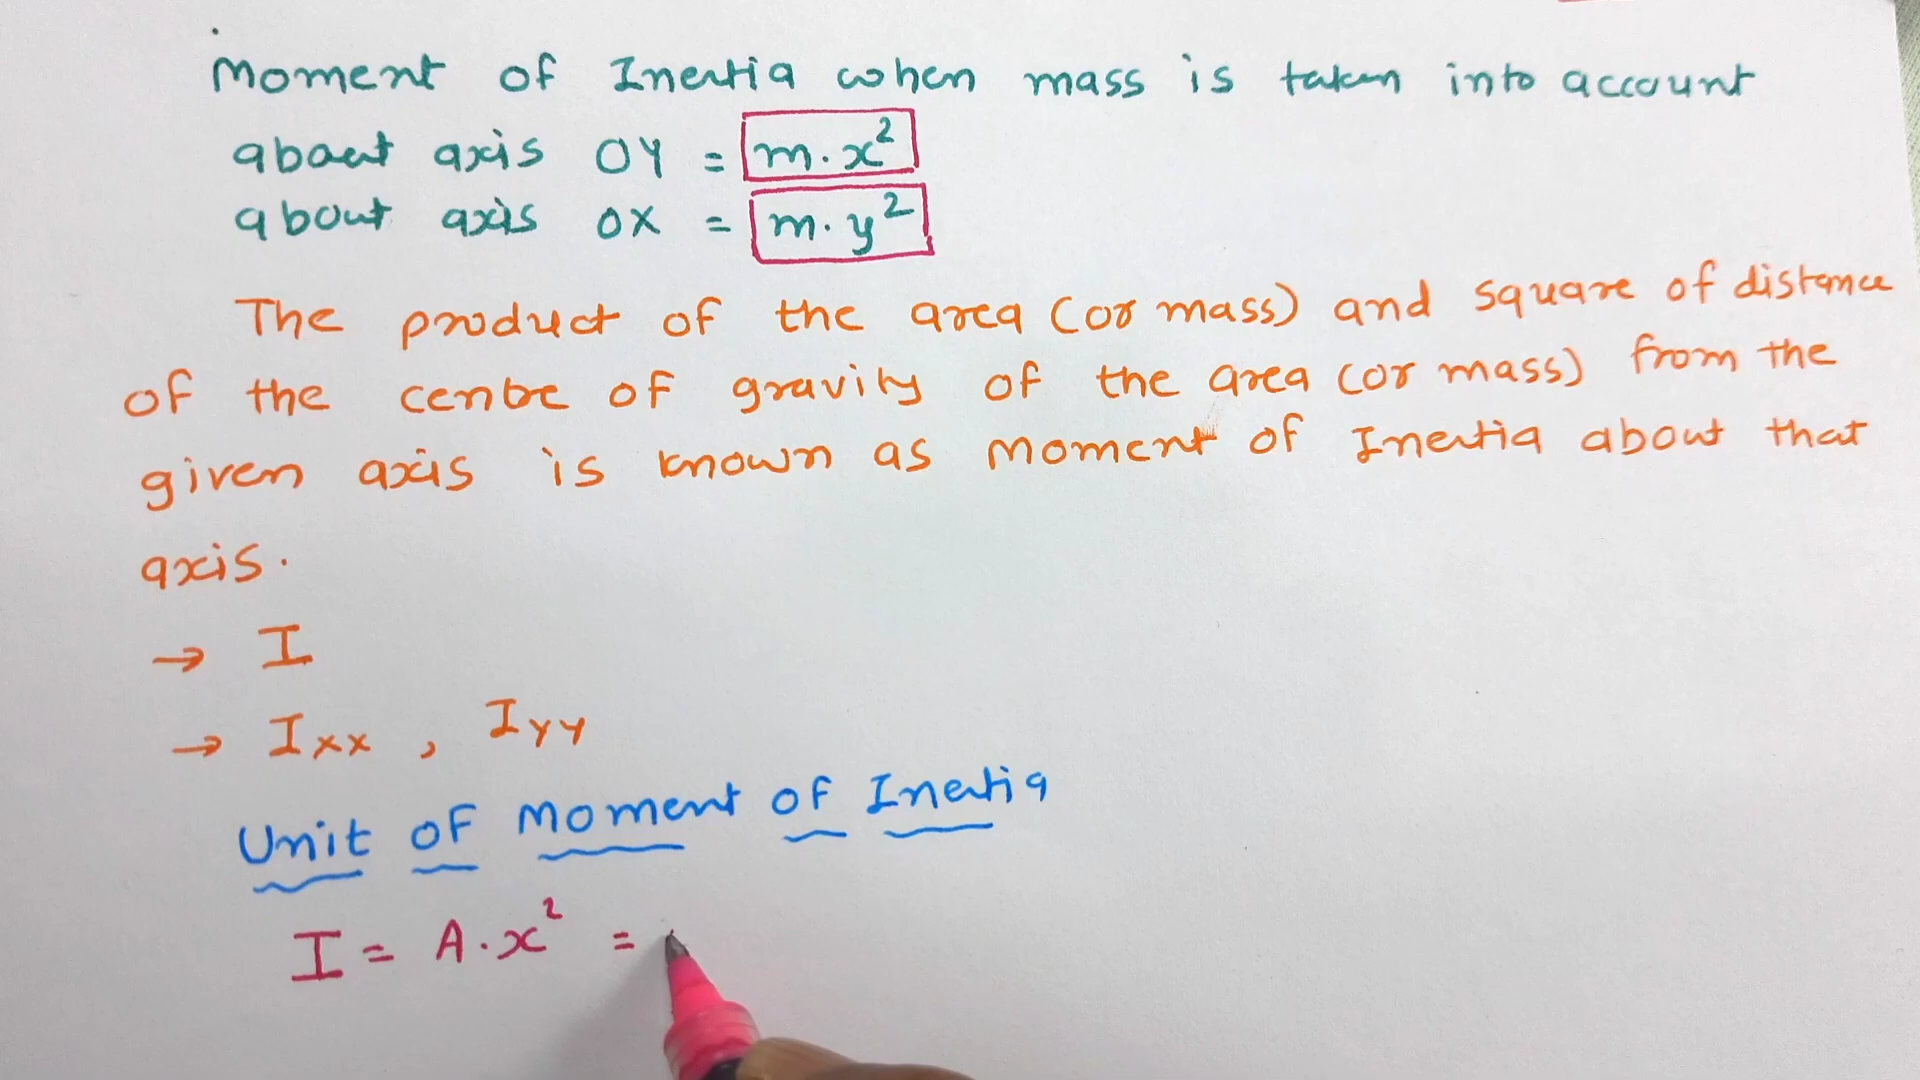 Moment of Inertia when mass is taken into account
about axis OY = m.x²
about axis OX = m.y²
The product of the area (or mass) and square of distance
of the centre of gravity of the area (or mass) from the
given axis is known as Moment of Inertia about that
axis.
→ I
→ Ixx , Iyy
Unit of Moment of Inertia
I = A.x² =